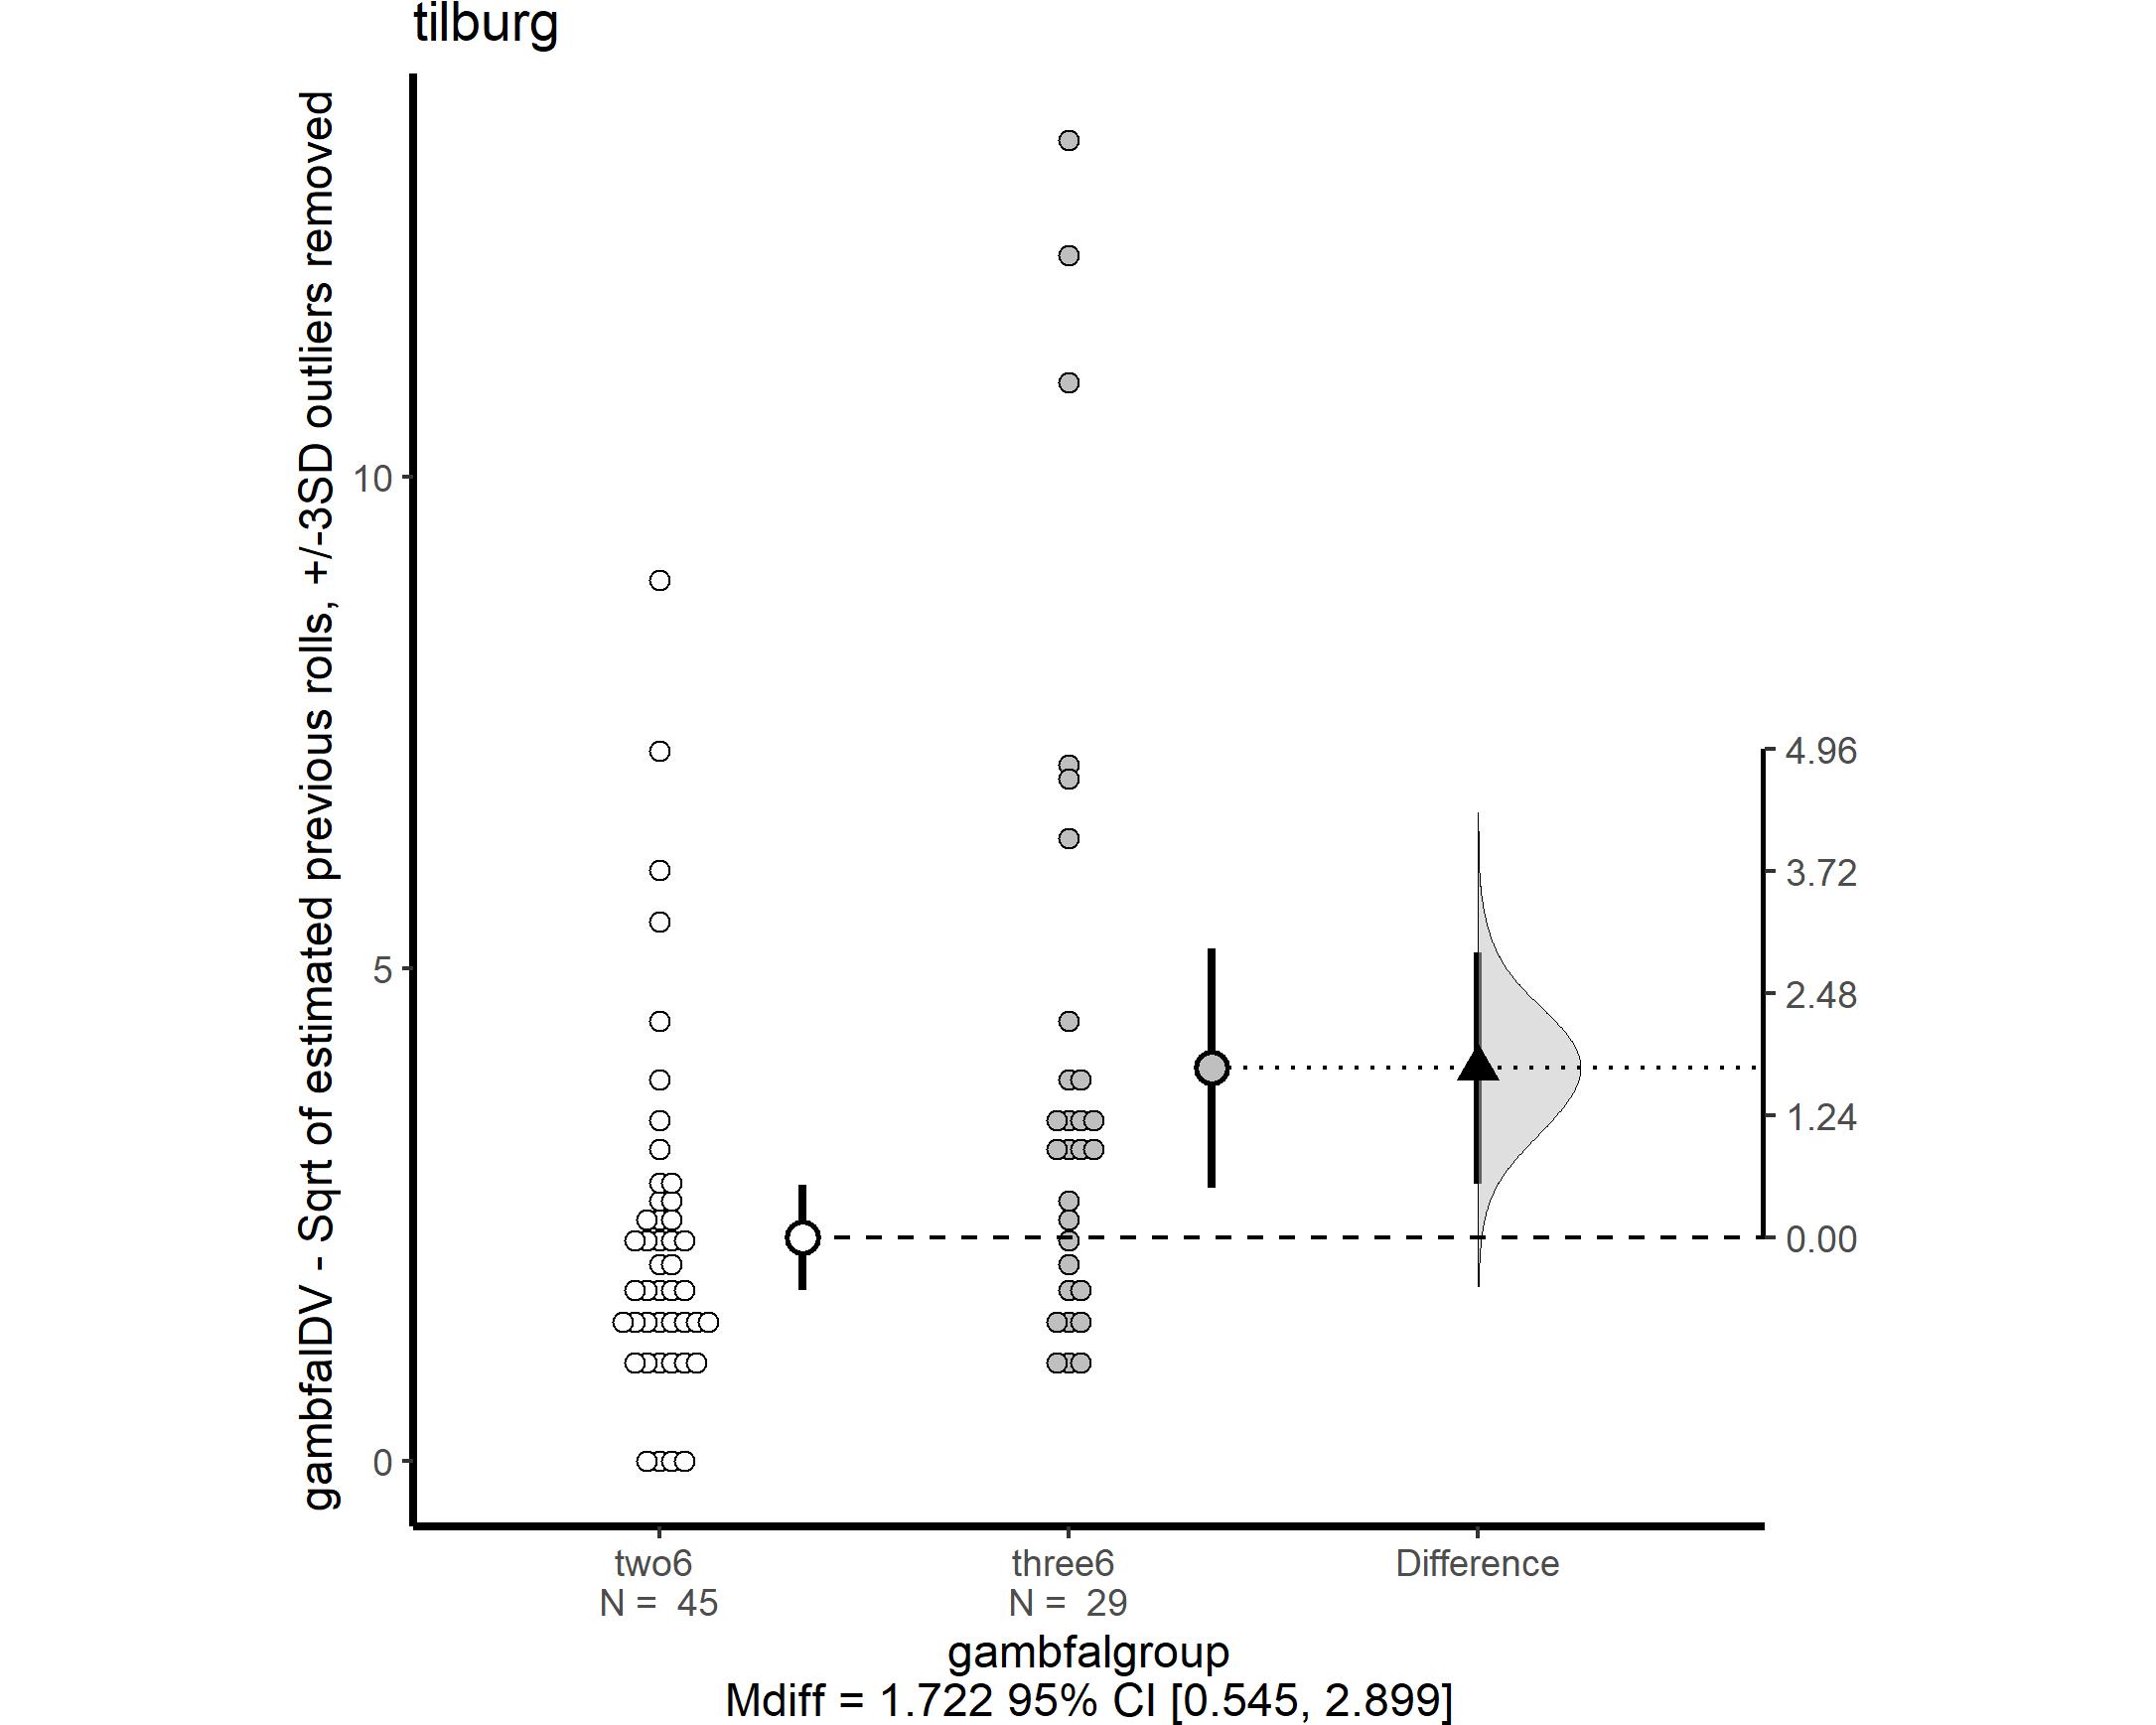 tilburg
gambfalDV - Sqrt of estimated previous rolls, +/-3SD outliers removed
10
5
0
4.96
3.72
2.48
1.24
0.00
two6
N =  45
three6
N =  29
Difference
gambfalgroup
Mdiff = 1.722 95% CI [0.545, 2.899]